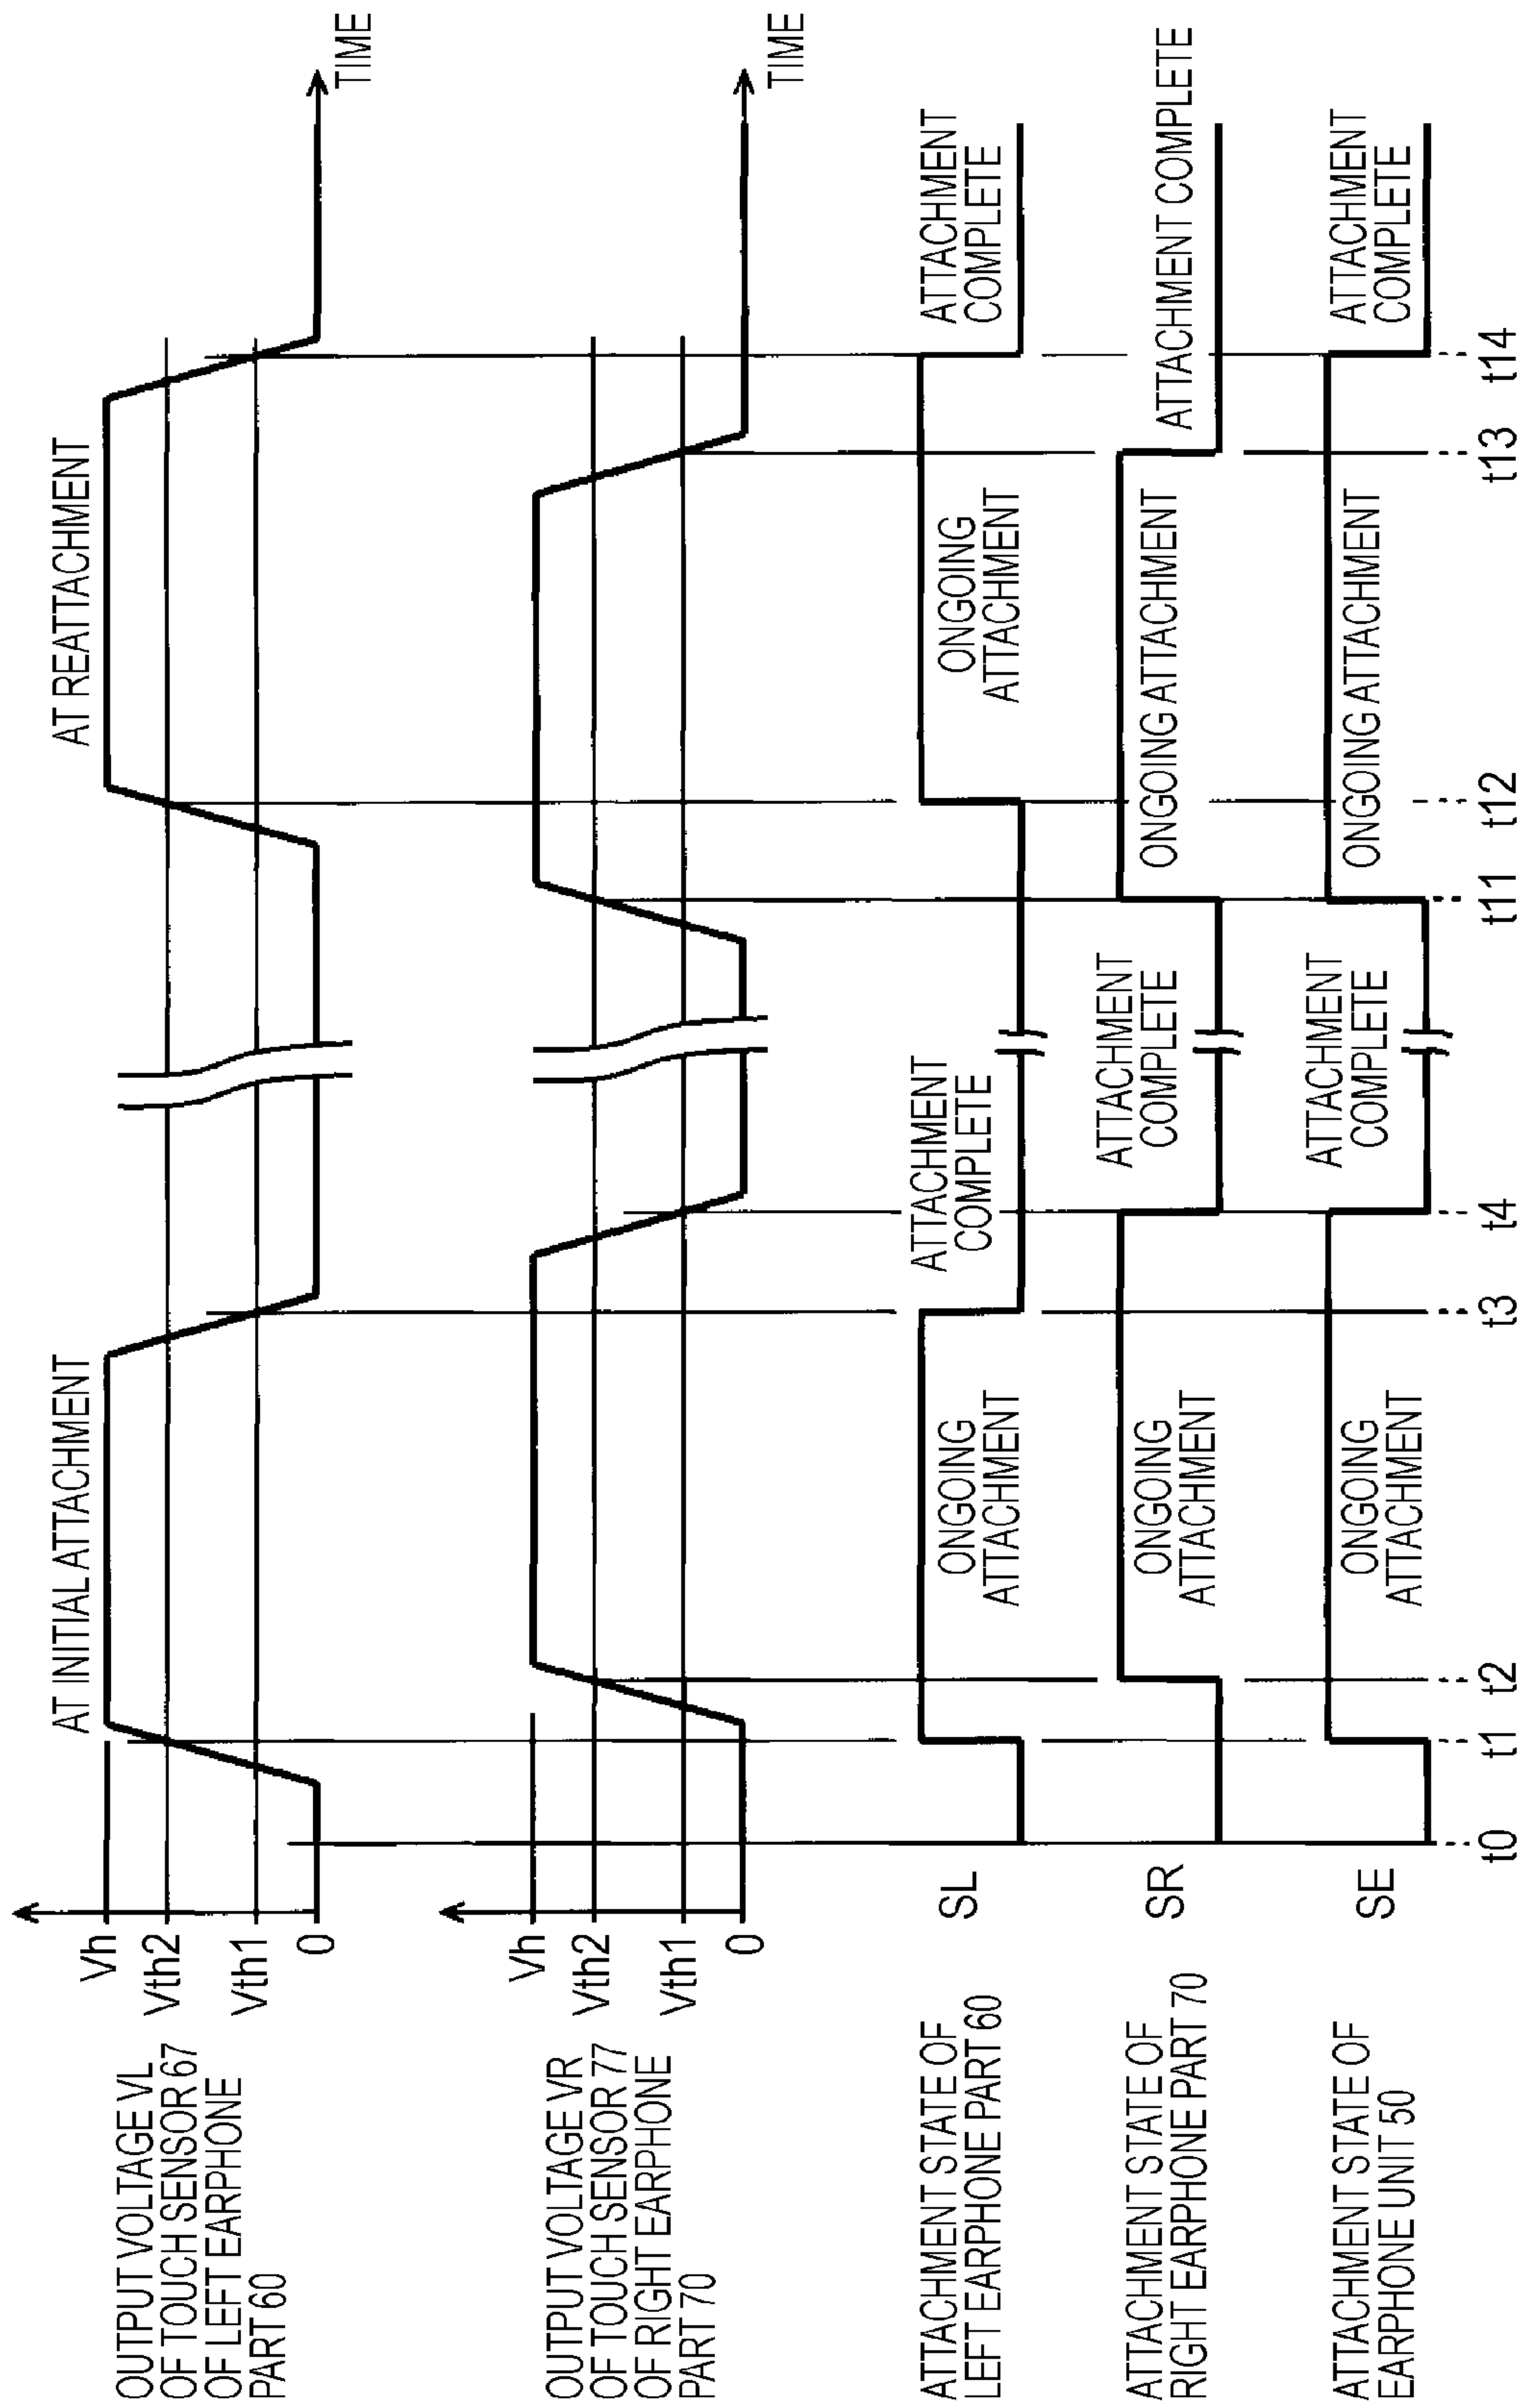 AT INITIAL ATTACHMENT
AT REATTACHMENT
OUTPUT VOLTAGE VL
OF TOUCH SENSOR 67
OF LEFT EARPHONE
PART 60
Vh
Vth2
Vth1
0
TIME
OUTPUT VOLTAGE VR
OF TOUCH SENSOR 77
OF RIGHT EARPHONE
PART 70
Vh
Vth2
Vth1
0
TIME
ATTACHMENT STATE OF
LEFT EARPHONE PART 60
SL
ONGOING
ATTACHMENT
ATTACHMENT
COMPLETE
ONGOING
ATTACHMENT
ATTACHMENT
COMPLETE
ATTACHMENT STATE OF
RIGHT EARPHONE PART 70
SR
ONGOING
ATTACHMENT
ATTACHMENT
COMPLETE
ONGOING ATTACHMENT
ATTACHMENT COMPLETE
ATTACHMENT STATE OF
EARPHONE UNIT 50
SE
ONGOING
ATTACHMENT
ATTACHMENT
COMPLETE
ONGOING ATTACHMENT
ATTACHMENT
COMPLETE
t0
t1
t2
t3
t4
t11
t12
t13
t14